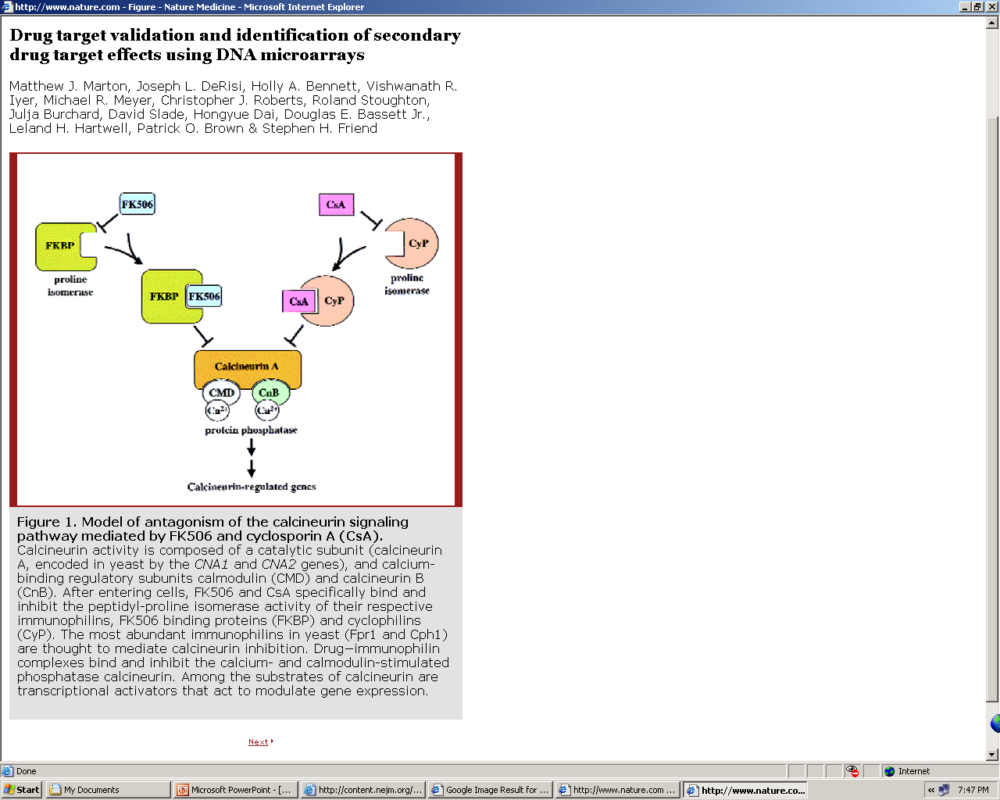 http://www.nature.com - Figure - Nature Medicine - Microsoft Internet Explorer
Drug target validation and identification of secondary
drug target effects using DNA microarrays
Matthew J. Marton, Joseph L. DeRisi, Holly A. Bennett, Vishwanath R.
Iyer, Michael R. Meyer, Christopher J. Roberts, Roland Stoughton,
Julja Burchard, David Slade, Hongyue Dai, Douglas E. Bassett Jr.,
Leland H. Hartwell, Patrick O. Brown & Stephen H. Friend
FK506
CsA
FKBP
CyP
proline
isomerase
proline
isomerase
FKBP
FK506
CsA
CyP
Calcineurin A
CMD
CnB
Ca2+
Ca2+
protein phosphatase
Calcineurin-regulated genes
Figure 1. Model of antagonism of the calcineurin signaling
pathway mediated by FK506 and cyclosporin A (CsA).
Calcineurin activity is composed of a catalytic subunit (calcineurin
A, encoded in yeast by the CNA1 and CNA2 genes), and calcium-
binding regulatory subunits calmodulin (CMD) and calcineurin B
(CnB). After entering cells, FK506 and CsA specifically bind and
inhibit the peptidyl-proline isomerase activity of their respective
immunophilins, FK506 binding proteins (FKBP) and cyclophilins
(CyP). The most abundant immunophilins in yeast (Fpr1 and Cph1)
are thought to mediate calcineurin inhibition. Drug–immunophilin
complexes bind and inhibit the calcium- and calmodulin-stimulated
phosphatase calcineurin. Among the substrates of calcineurin are
transcriptional activators that act to modulate gene expression.
Next
Done
Internet
Start
My Documents
Microsoft PowerPoint - [...
http://content.nejm.org/...
Google Image Result for ...
http://www.nature.com ...
http://www.nature.co...
7:47 PM